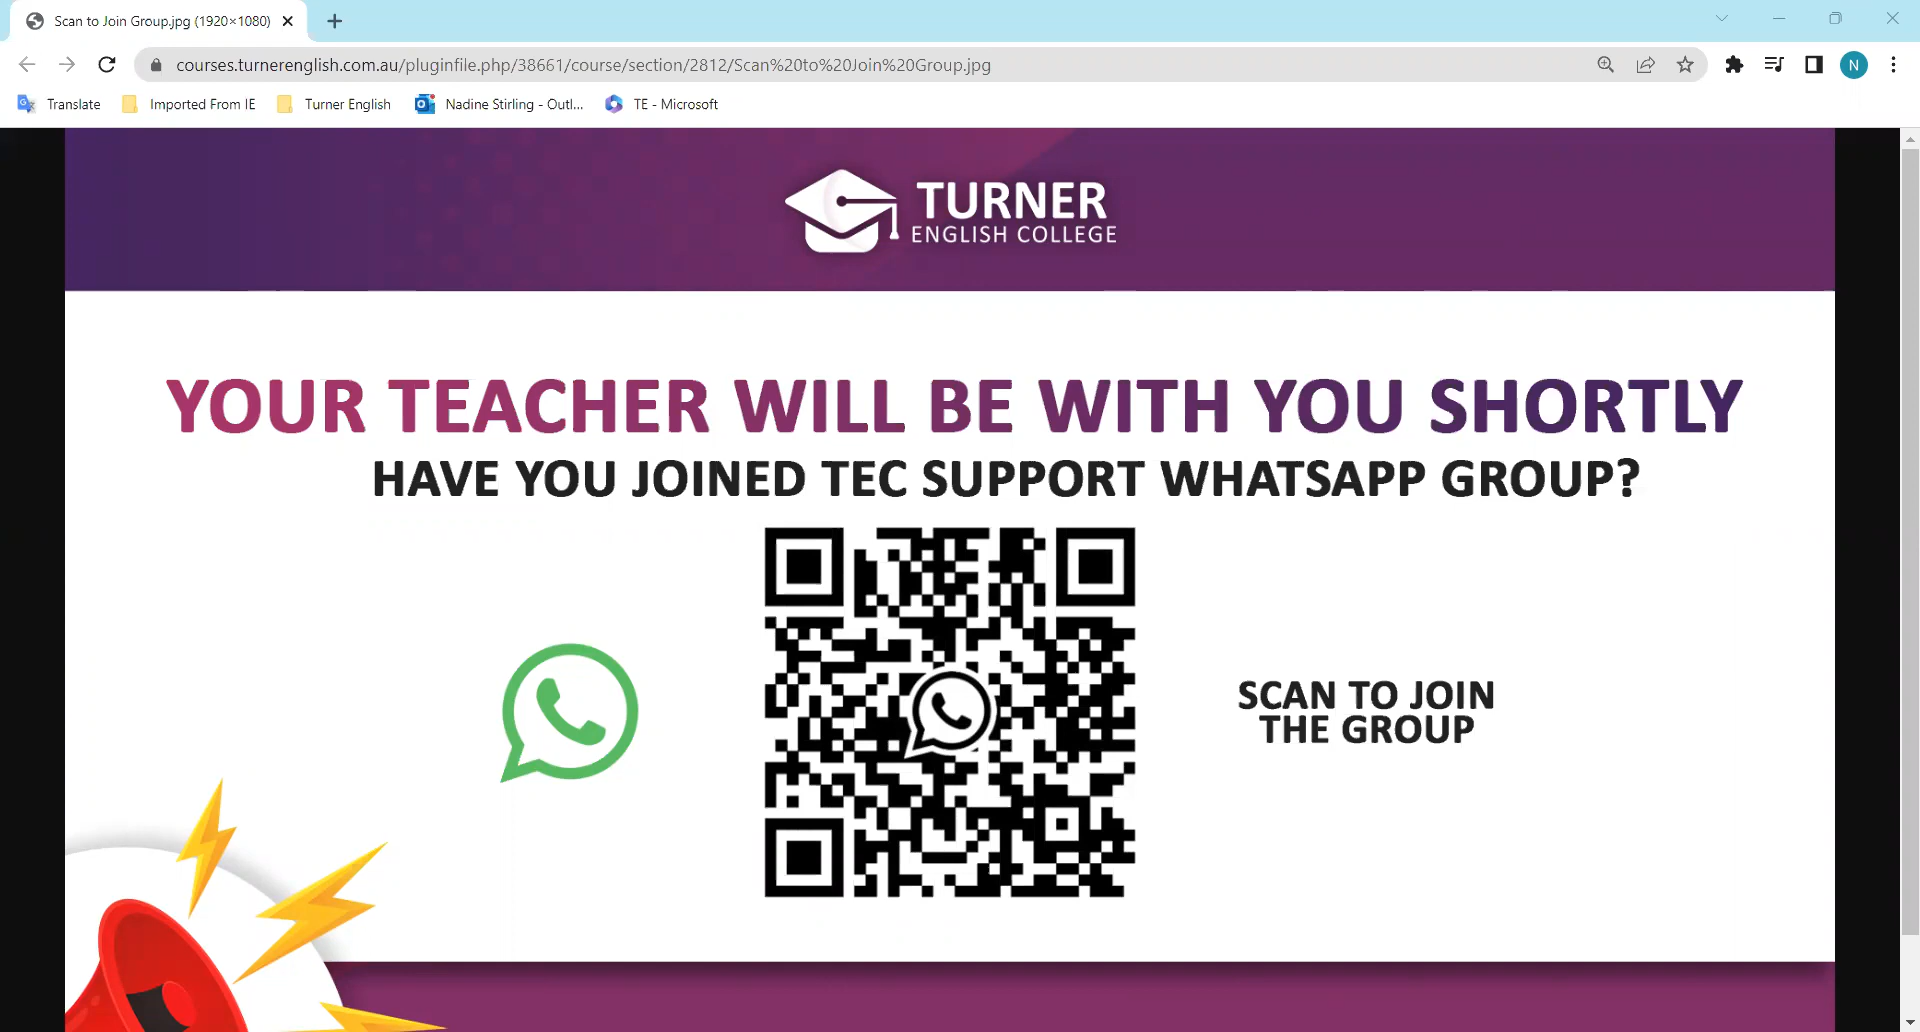 Scan to Join Group.jpg (1920×1080)
courses.turnerenglish.com.au/pluginfile.php/38661/course/section/2812/Scan%20to%20Join%20Group.jpg
N
Translate
Imported From IE
Turner English
Nadine Stirling - Outl...
TE - Microsoft
TURNER
ENGLISH COLLEGE
YOUR TEACHER WILL BE WITH YOU SHORTLY
HAVE YOU JOINED TEC SUPPORT WHATSAPP GROUP?
SCAN TO JOIN
THE GROUP